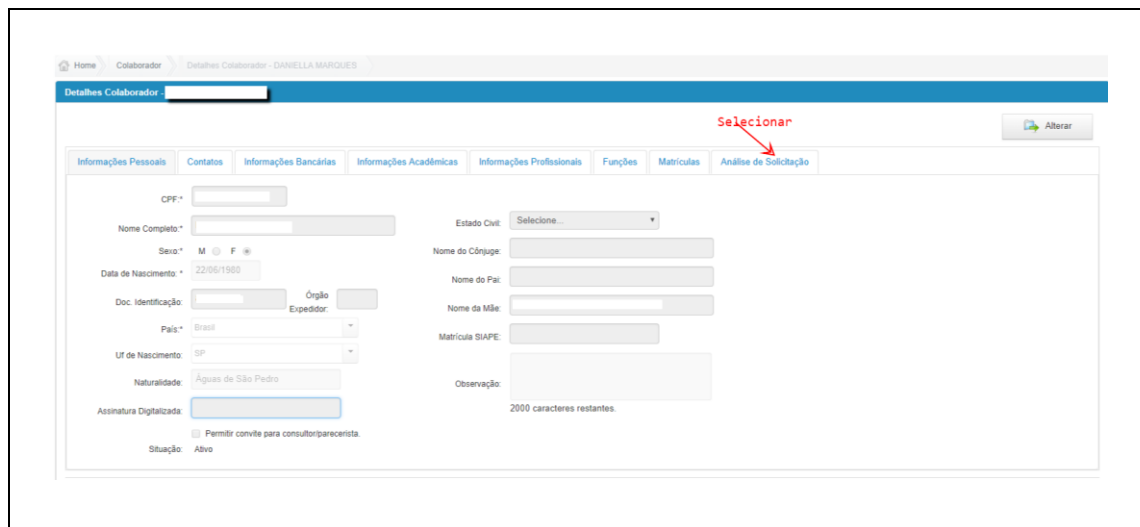 Home Colaborador Detalhes Colaborador - DANIELLA MARQUES
Detalhes Colaborador -
Selecionar
Alterar
Informações Pessoais Contatos Informações Bancárias Informações Acadêmicas Informações Profissionais Funções Matrículas Análise de Solicitação
CPF:*
Nome Completo:*
Sexo:* M F
Data de Nascimento: * 22/06/1980
Doc. Identificação:
Órgão Expedidor:
País:* Brasil
Uf de Nascimento: SP
Naturalidade: Águas de São Pedro
Assinatura Digitalizada:
Permitir convite para consultor/parecerista.
Situação: Ativo
Estado Civil: Selecione...
Nome do Cônjuge:
Nome do Pai:
Nome da Mãe:
Matrícula SIAPE:
Observação:
2000 caracteres restantes.